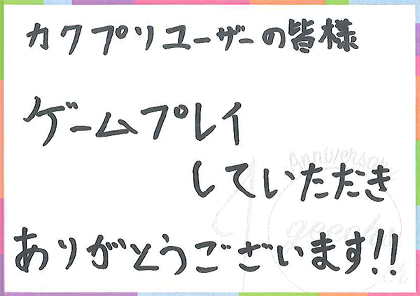 カクプリユーザーの皆様
ゲームプレイ
していただき
ありがとうございます!!
anniversary